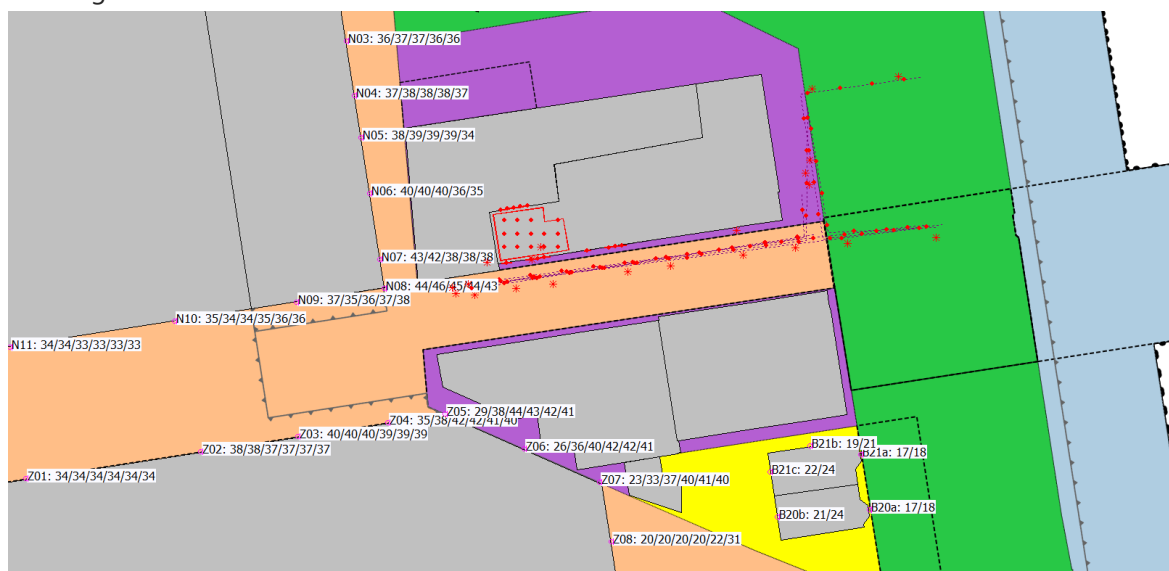 N03: 36/37/37/36/36
N04: 37/38/38/38/37
N05: 38/39/39/39/34
N06: 40/40/40/36/35
N07: 43/42/38/38/38
N08: 44/46/45/44/43
N09: 37/35/36/37/38
N10: 35/34/34/35/36/36
N11: 34/34/33/33/33/33
Z05: 29/38/44/43/42/41
Z04: 35/38/42/42/41/40
Z03: 40/40/40/39/39/39
Z02: 38/38/37/37/37/37
Z01: 34/34/34/34/34/34
Z06: 26/36/40/42/42/41
Z07: 23/33/37/40/41/40
Z08: 20/20/20/20/22/31
B21b: 19/21
B21a: 17/18
B21c: 22/24
B20a: 17/18
B20b: 21/24